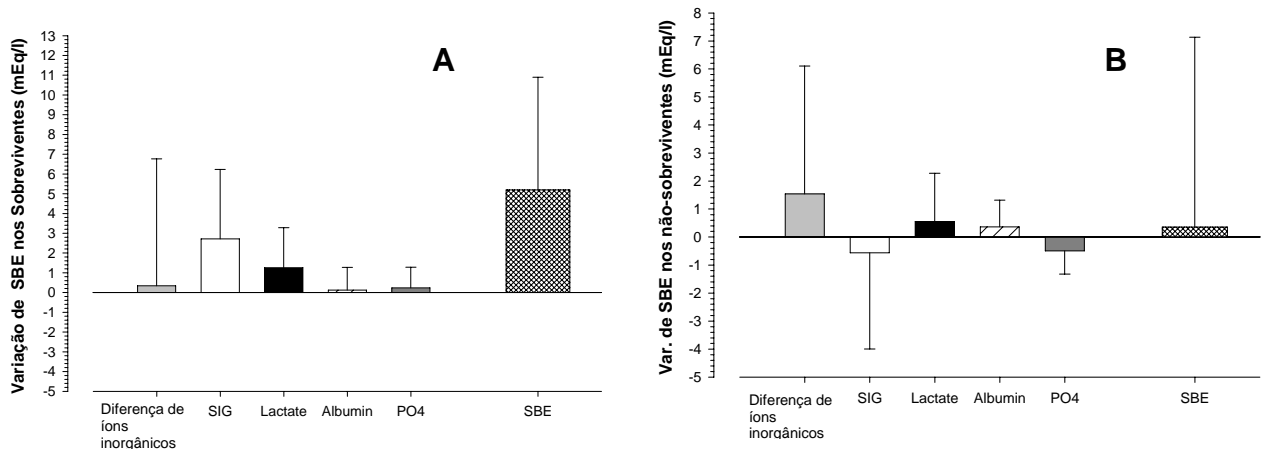 Variação de SBE nos Sobreviventes (mEq/l)
13
12
11
10
9
8
7
6
5
4
3
2
1
0
-1
-2
-3
-4
-5
A
Diferença de
íons
inorgânicos
SIG
Lactate
Albumin
PO4
SBE
Var. de SBE nos não-sobreviventes (mEq/l)
8
7
6
5
4
3
2
1
0
-1
-2
-3
-4
-5
B
Diferença de
íons
inorgânicos
SIG
Lactate
Albumin
PO4
SBE